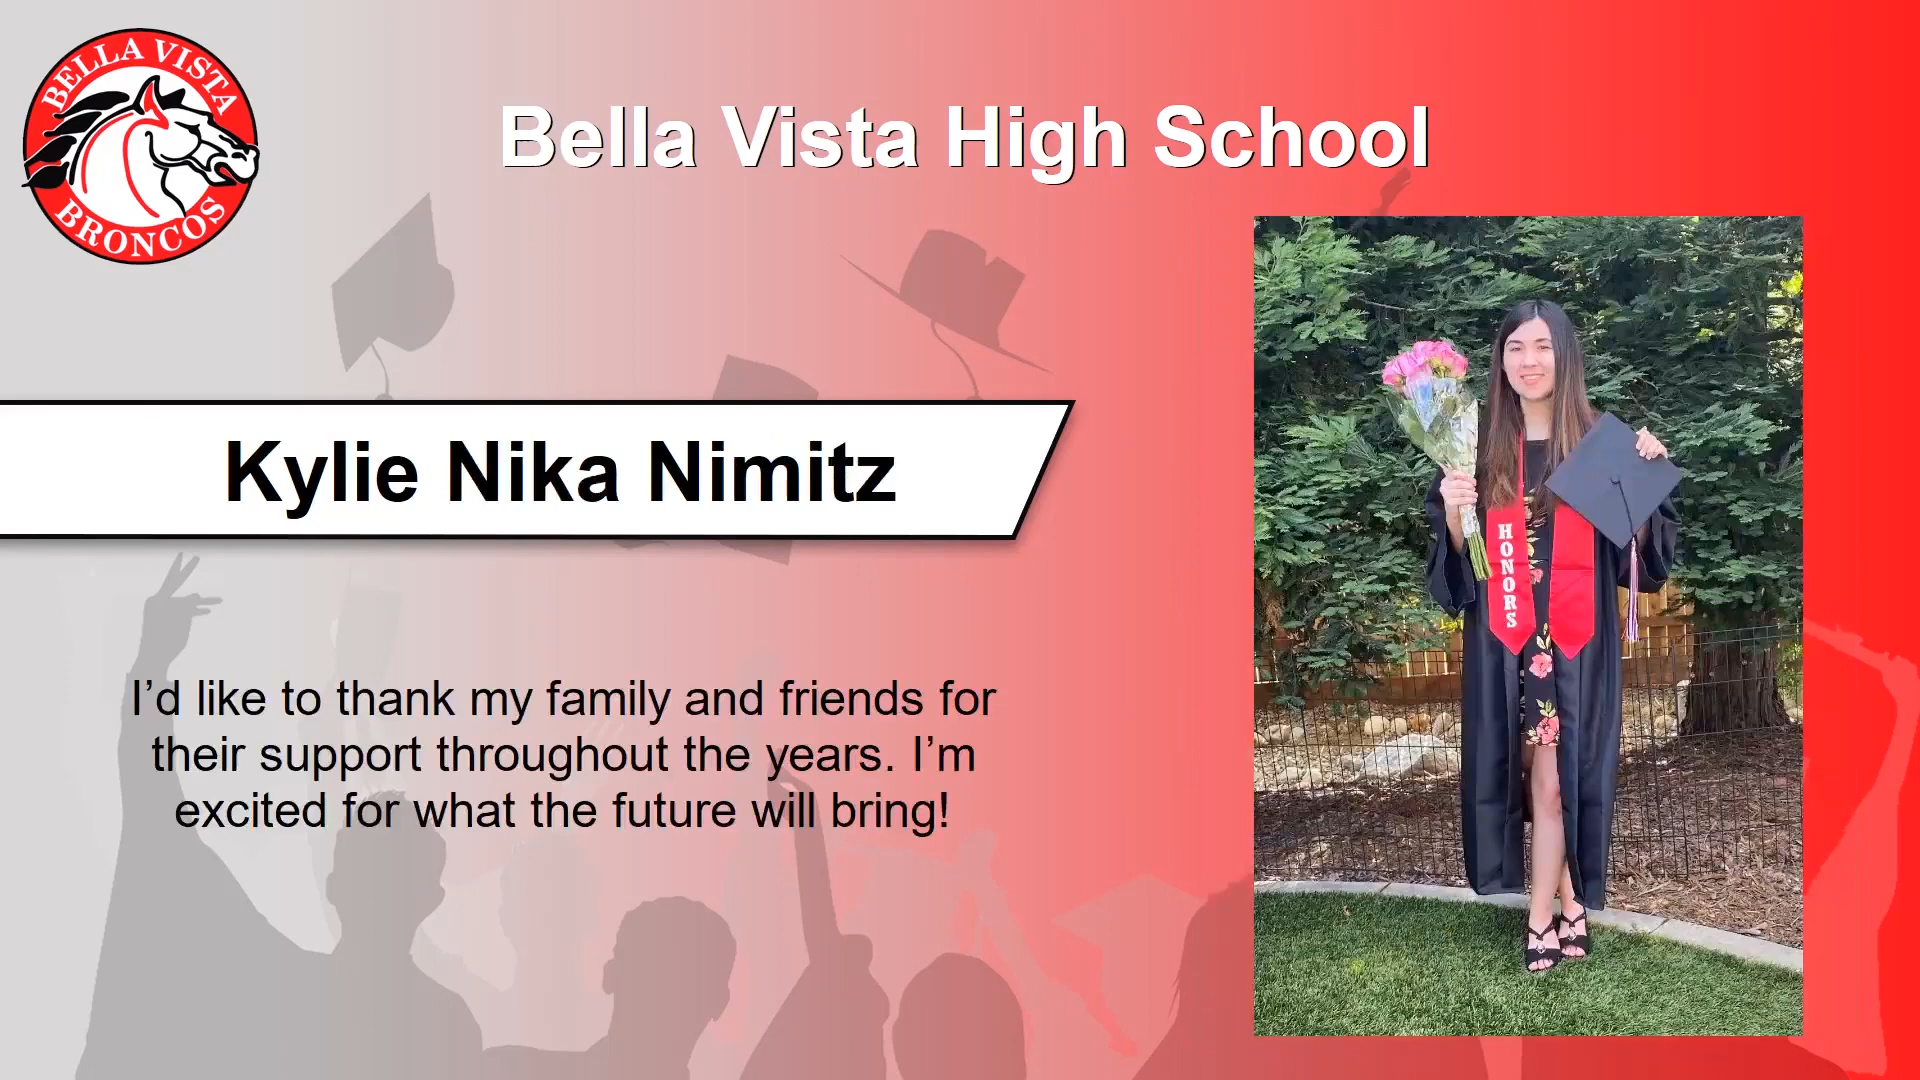 BELLA VISTA
BRONCOS
Bella Vista High School
Kylie Nika Nimitz
HONORS
I’d like to thank my family and friends for
their support throughout the years. I’m
excited for what the future will bring!